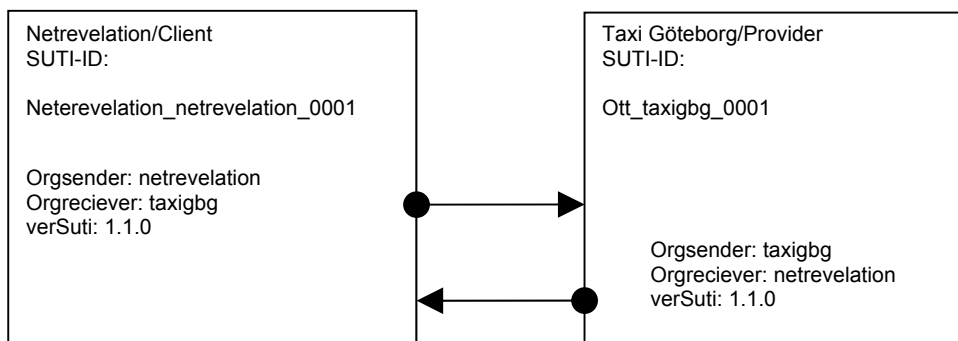 Netrevelation/Client
SUTI-ID:
Neterevelation_netrevelation_0001
Orgsender: netrevelation
Orgreciever: taxigbg
verSuti: 1.1.0
Taxi Göteborg/Provider
SUTI-ID:
Ott_taxigbg_0001
Orgsender: taxigbg
Orgreciever: netrevelation
verSuti: 1.1.0